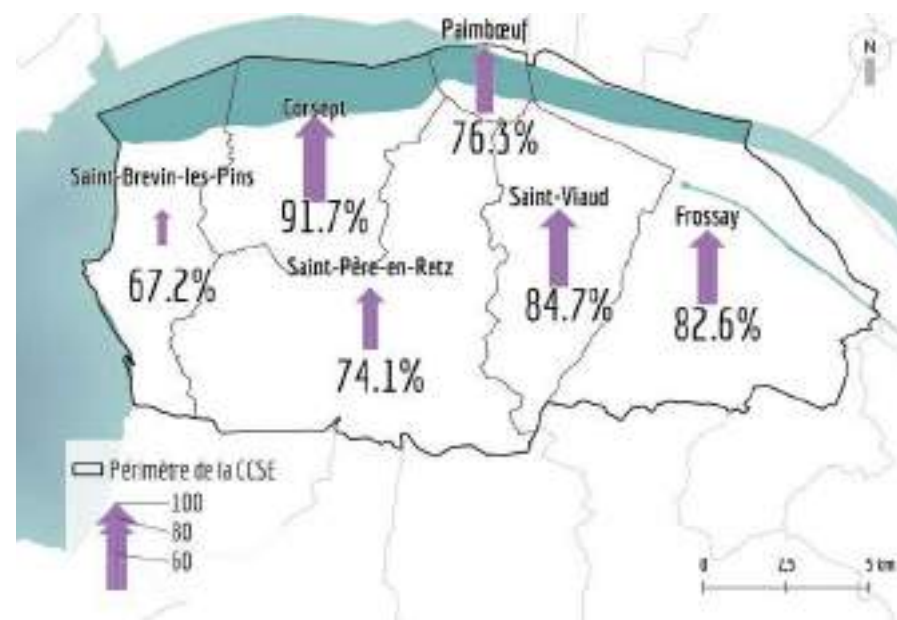 Paimbœuf
N
76.3%
Corsept
91.7%
Saint-Brevin-les-Pins
67.2%
Saint-Viaud
84.7%
Frossay
82.6%
Saint-Père-en-Retz
74.1%
Périmètre de la CCSE
100
80
60
0 2,5 5 km